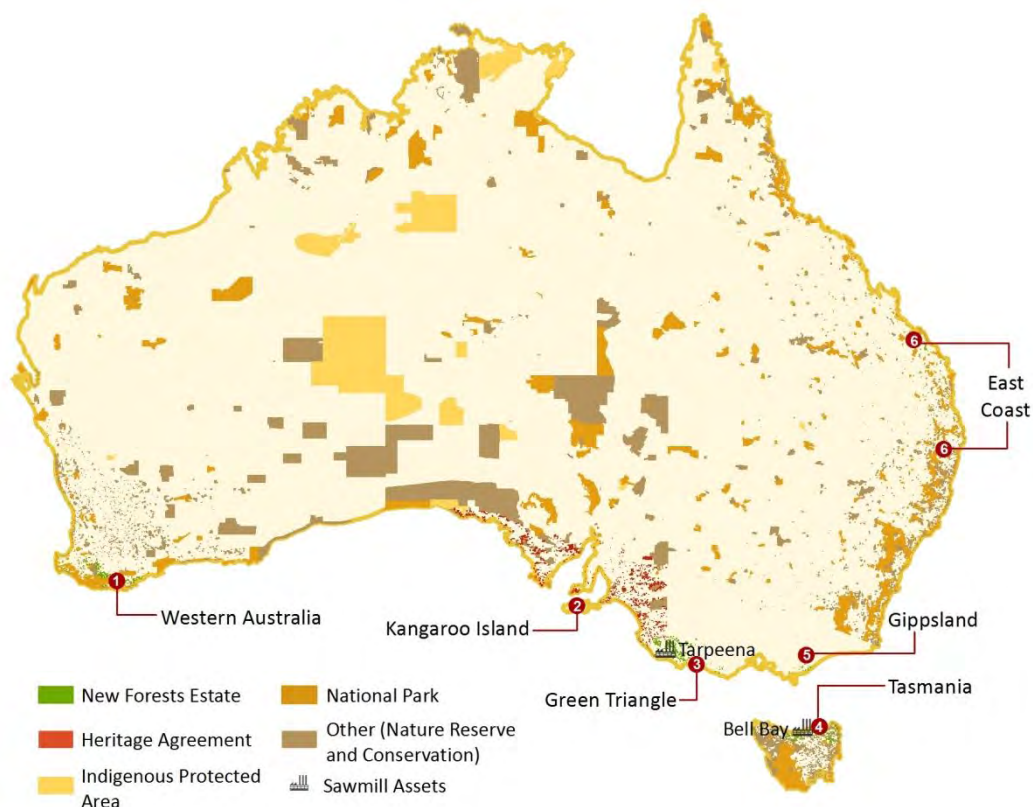 6
East
Coast
6
1
Western Australia
2
Kangaroo Island
Tarpeena
3
Green Triangle
5
Gippsland
Tasmania
Bell Bay
4
New Forests Estate
National Park
Heritage Agreement
Other (Nature Reserve
and Conservation)
Indigenous Protected
Area
Sawmill Assets